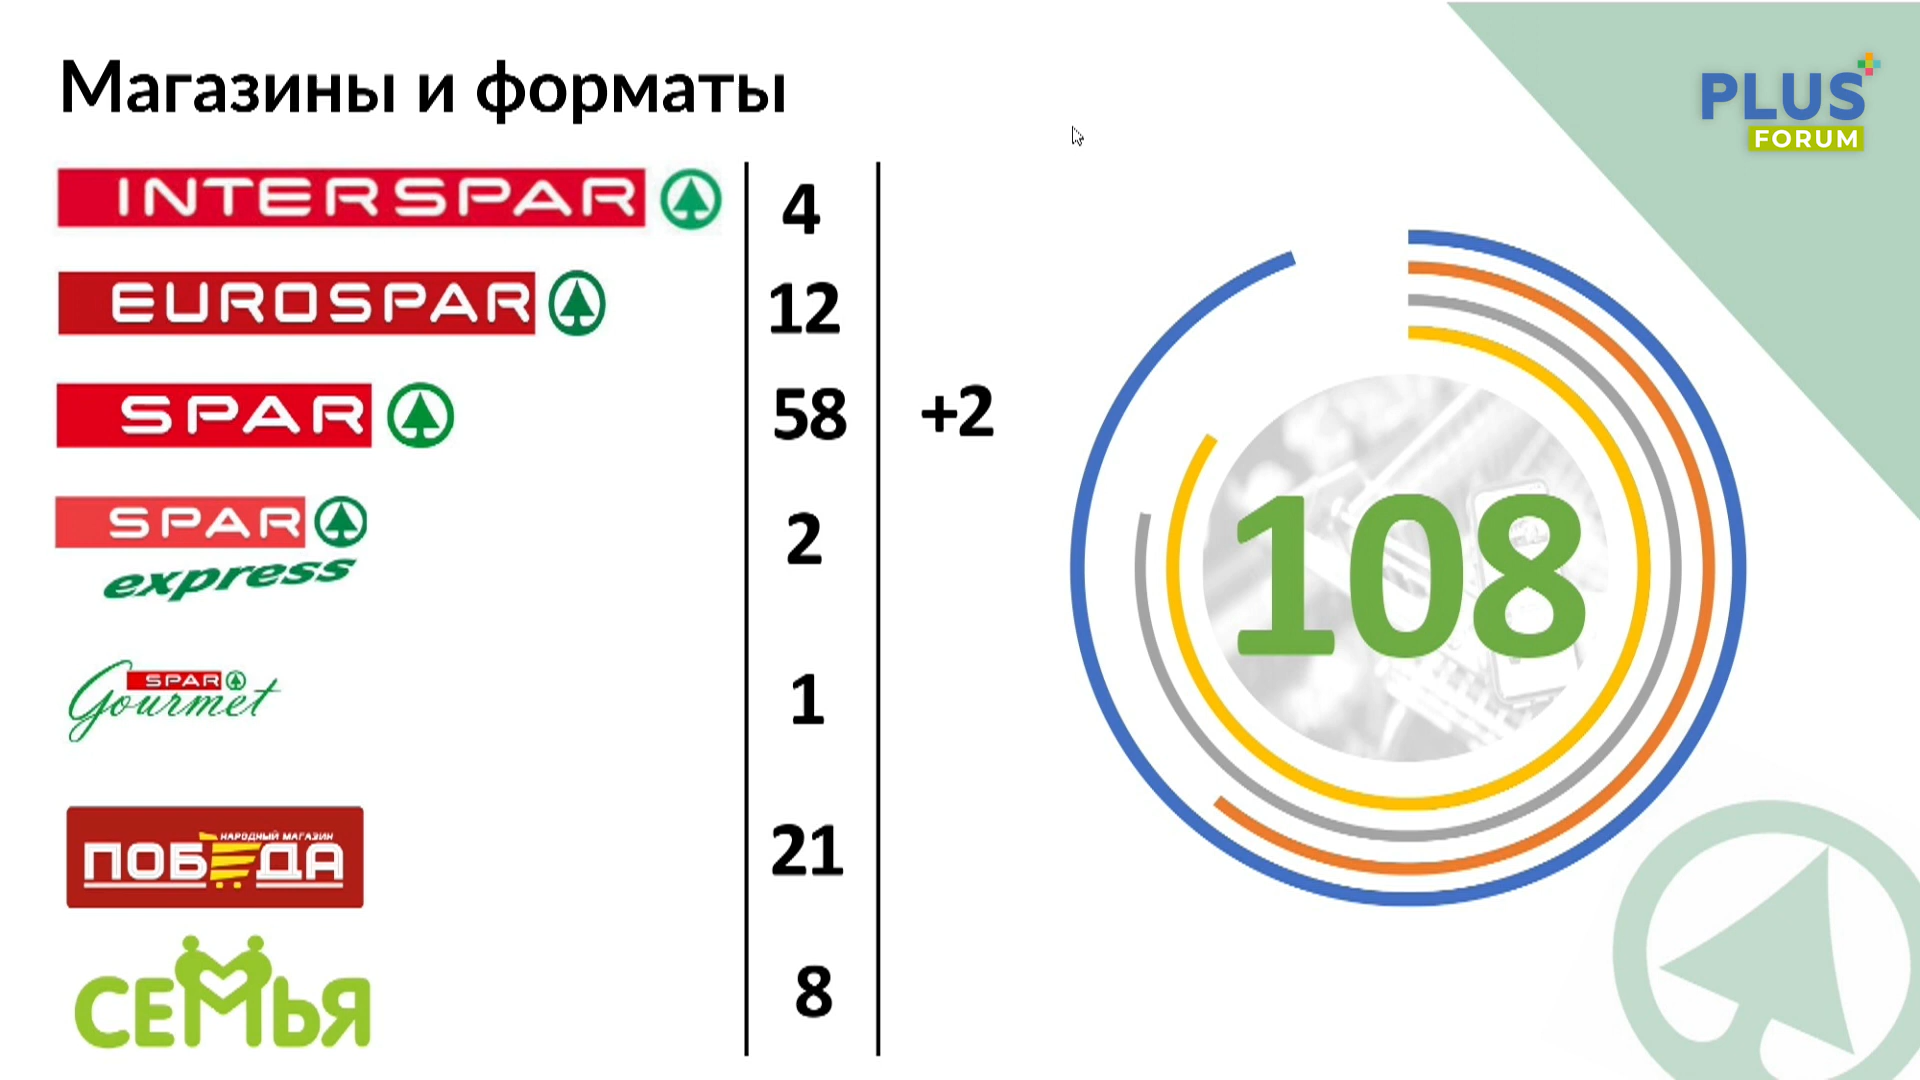 Магазины и форматы
PLUS
FORUM
INTERSPAR 4
EUROSPAR 12
SPAR 58 +2
SPAR 2
express
SPAR 1
Gourmet
НАРОДНЫЙ МАГАЗИН
ПОБЕДА 21
СЕМЬЯ 8
108